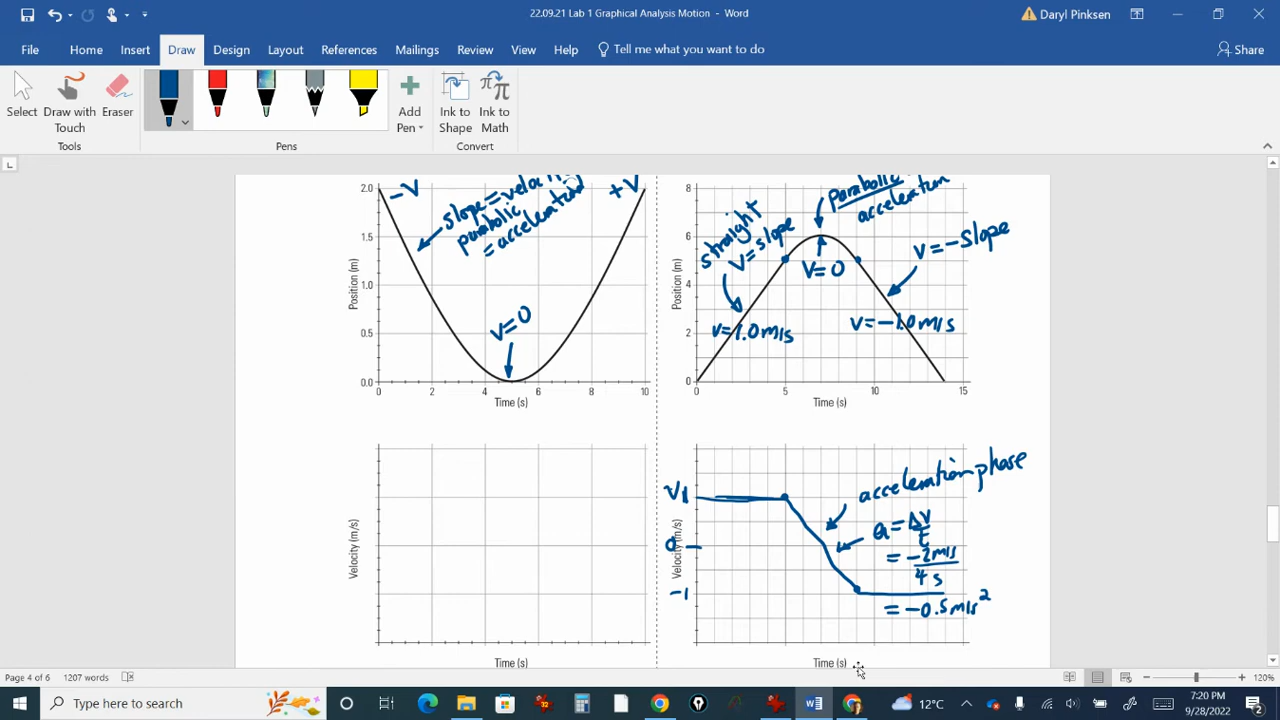 22.09.21 Lab 1 Graphical Analysis Motion - Word
Daryl Pinksen
File Home Insert Draw Design Layout References Mailings Review View Help Tell me what you want to do
Share
Select
Draw with Touch
Eraser
Add Pen
Ink to Shape
Ink to Math
Tools
Pens
Convert
-V
slope = velocity
parabolic
= acceleration
+V
2.0
1.5
1.0
0.5
0.0
Position (m)
V=0
0 2 4 6 8 10
Time (s)
parabolic
acceleration
straight
V=slope
V=0
V = -slope
V=1.0m/s
V=-1.0m/s
8
6
4
2
0
Position (m)
0 5 10 15
Time (s)
Velocity (m/s)
Time (s)
acceleration phase
V1
0
-1
Velocity (m/s)
a = ΔV
t
= -2m/s
4 s
= -0.5m/s²
Time (s)
Page 4 of 6 1207 words
120%
Type here to search
12°C
7:20 PM
9/28/2022